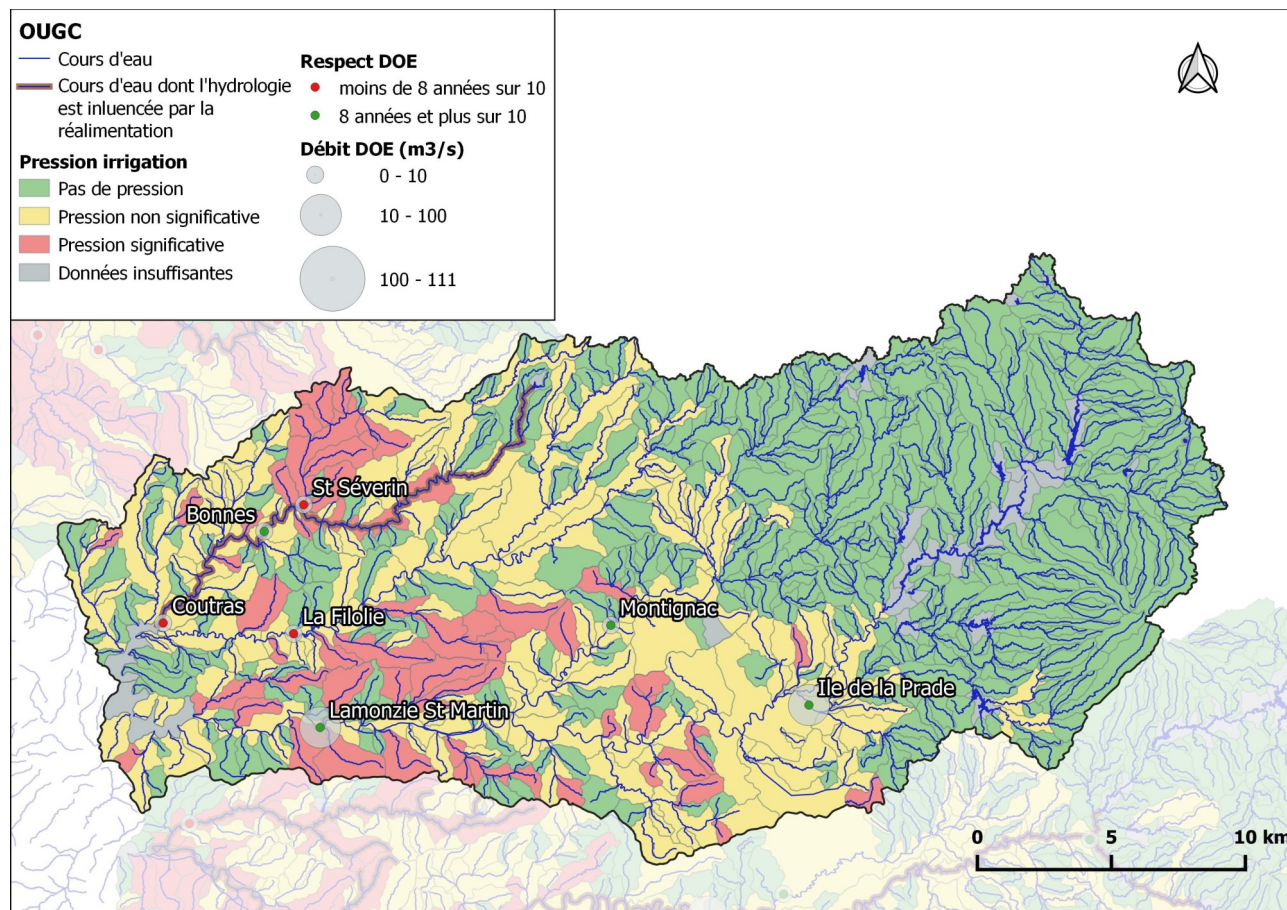 OUGC
Cours d'eau
Cours d'eau dont l'hydrologie
est inluencée par la
réalimentation
Pression irrigation
Pas de pression
Pression non significative
Pression significative
Données insuffisantes
Respect DOE
moins de 8 années sur 10
8 années et plus sur 10
Débit DOE (m3/s)
0 - 10
10 - 100
100 - 111
St Séverin
Bonnes
Coutras
La Filolie
Montignac
Ile de la Prade
Lamonzie St Martin
0 5 10 km